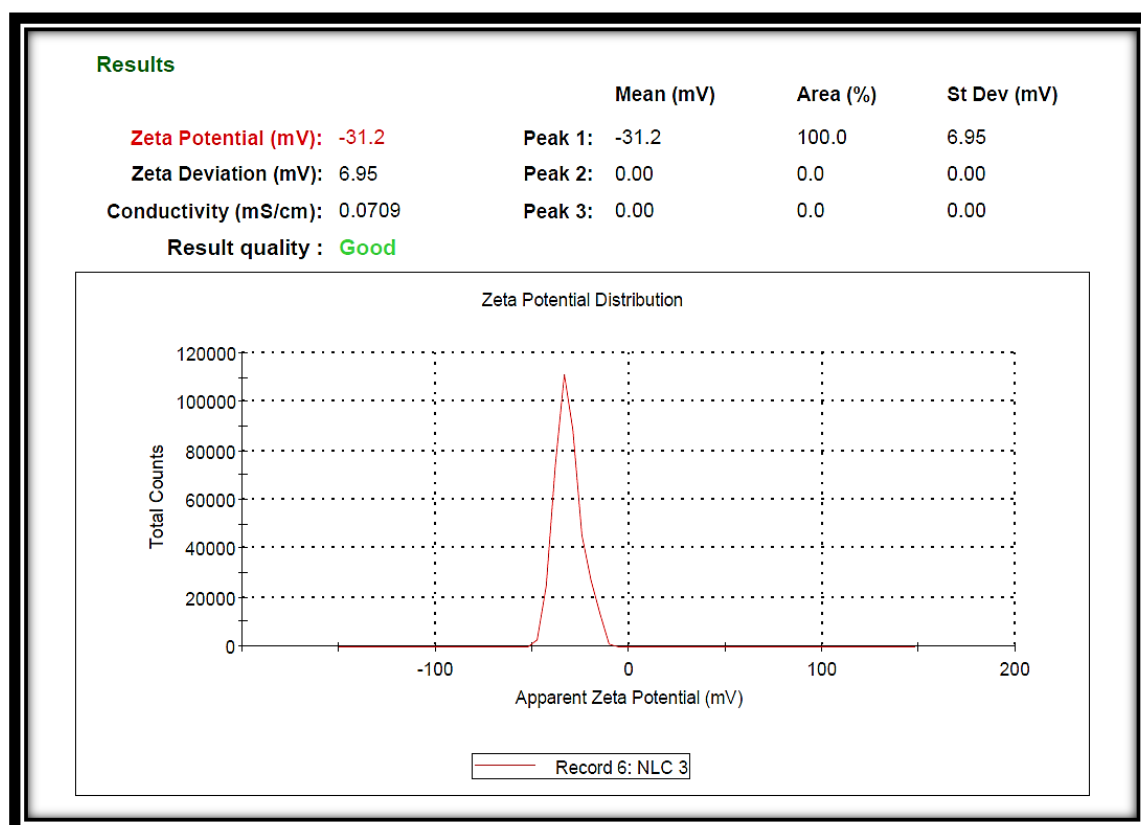 Results
Mean (mV) Area (%) St Dev (mV)
Zeta Potential (mV): -31.2 Peak 1: -31.2 100.0 6.95
Zeta Deviation (mV): 6.95 Peak 2: 0.00 0.0 0.00
Conductivity (mS/cm): 0.0709 Peak 3: 0.00 0.0 0.00
Result quality : Good
Zeta Potential Distribution
120000
100000
80000
60000
40000
20000
0
Total Counts
-100 0 100 200
Apparent Zeta Potential (mV)
Record 6: NLC 3